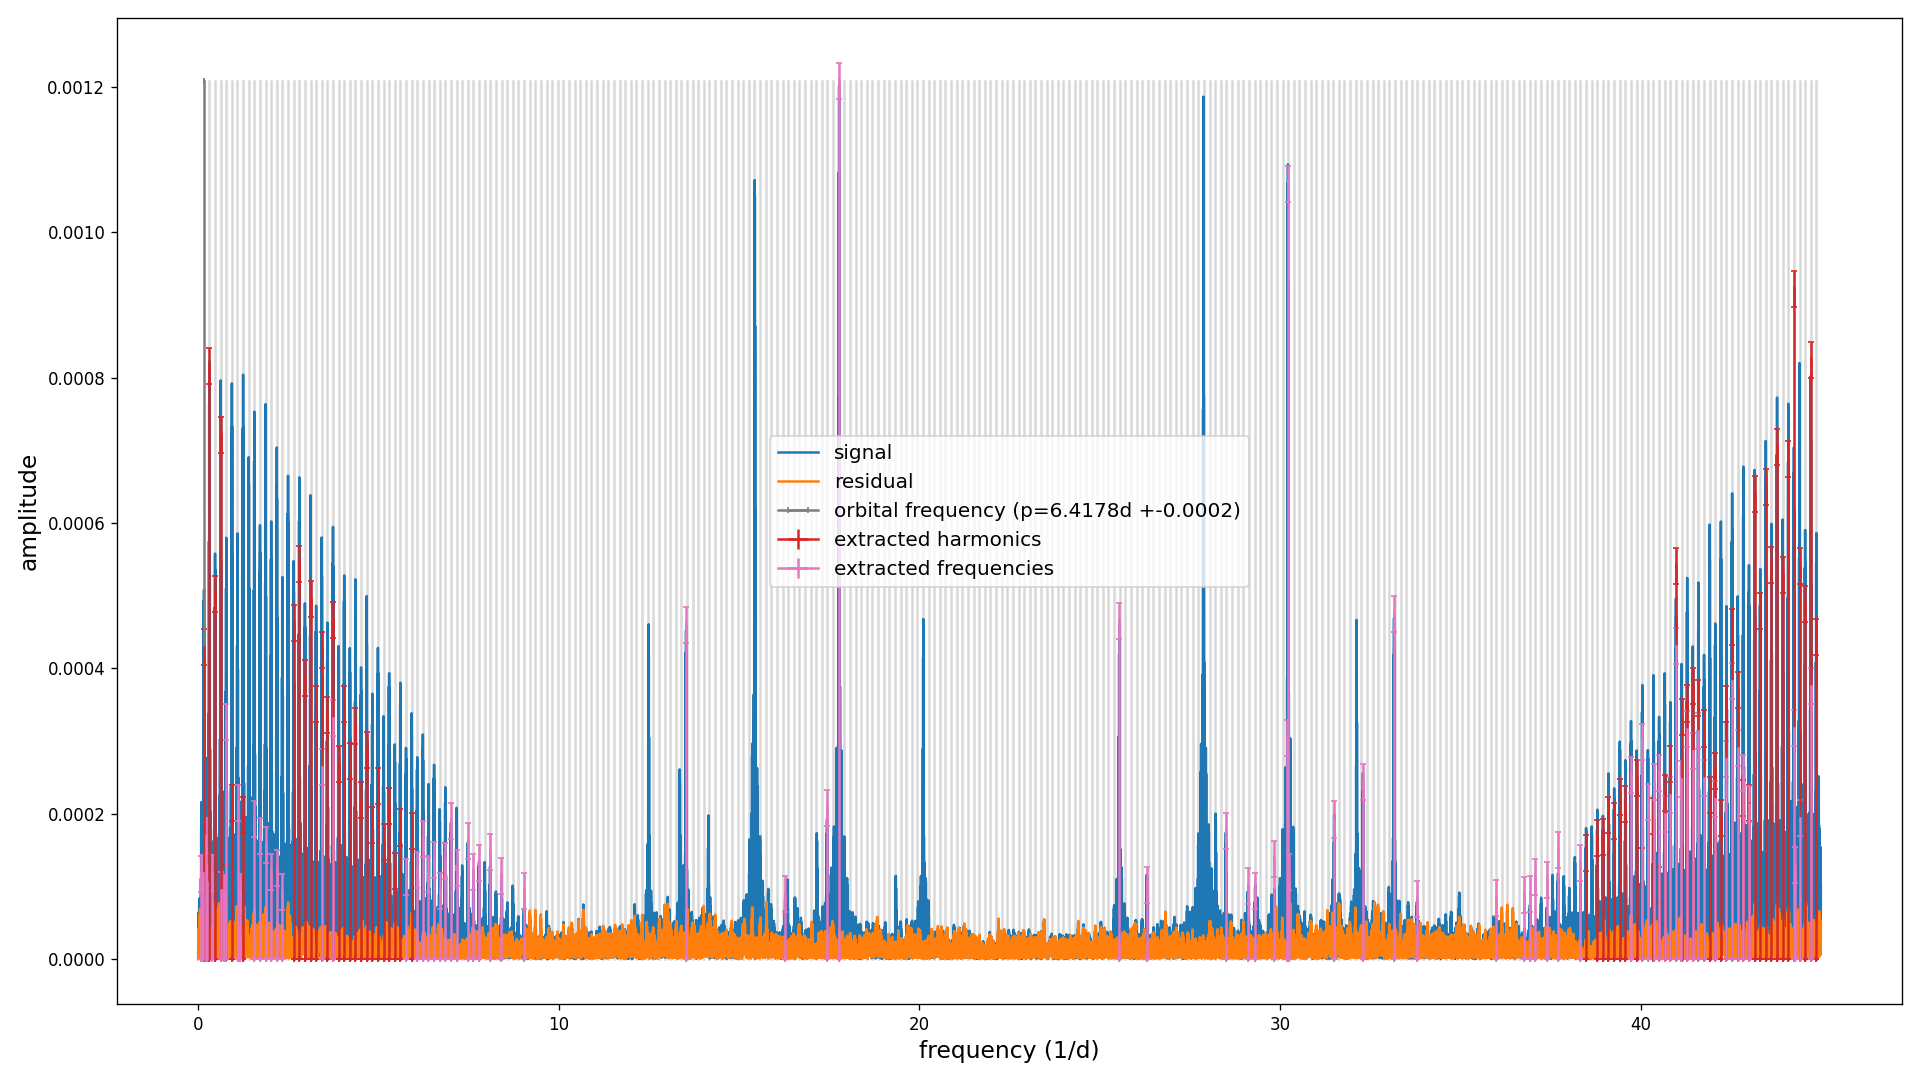 amplitude
0.0012
0.0010
0.0008
0.0006
0.0004
0.0002
0.0000
signal
residual
orbital frequency (p=6.4178d +-0.0002)
extracted harmonics
extracted frequencies
0 10 20 30 40
frequency (1/d)